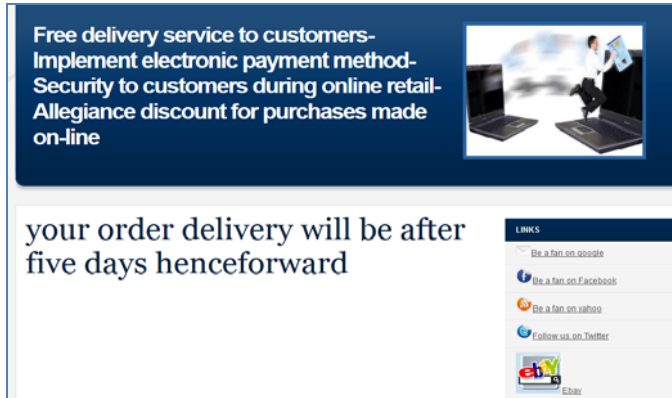 Free delivery service to customers-
Implement electronic payment method-
Security to customers during online retail-
Allegiance discount for purchases made
on-line
your order delivery will be after
five days henceforward
LINKS
Be a fan on google
Be a fan on Facebook
Be a fan on yahoo
Follow us on Twitter
ebay
Ebay